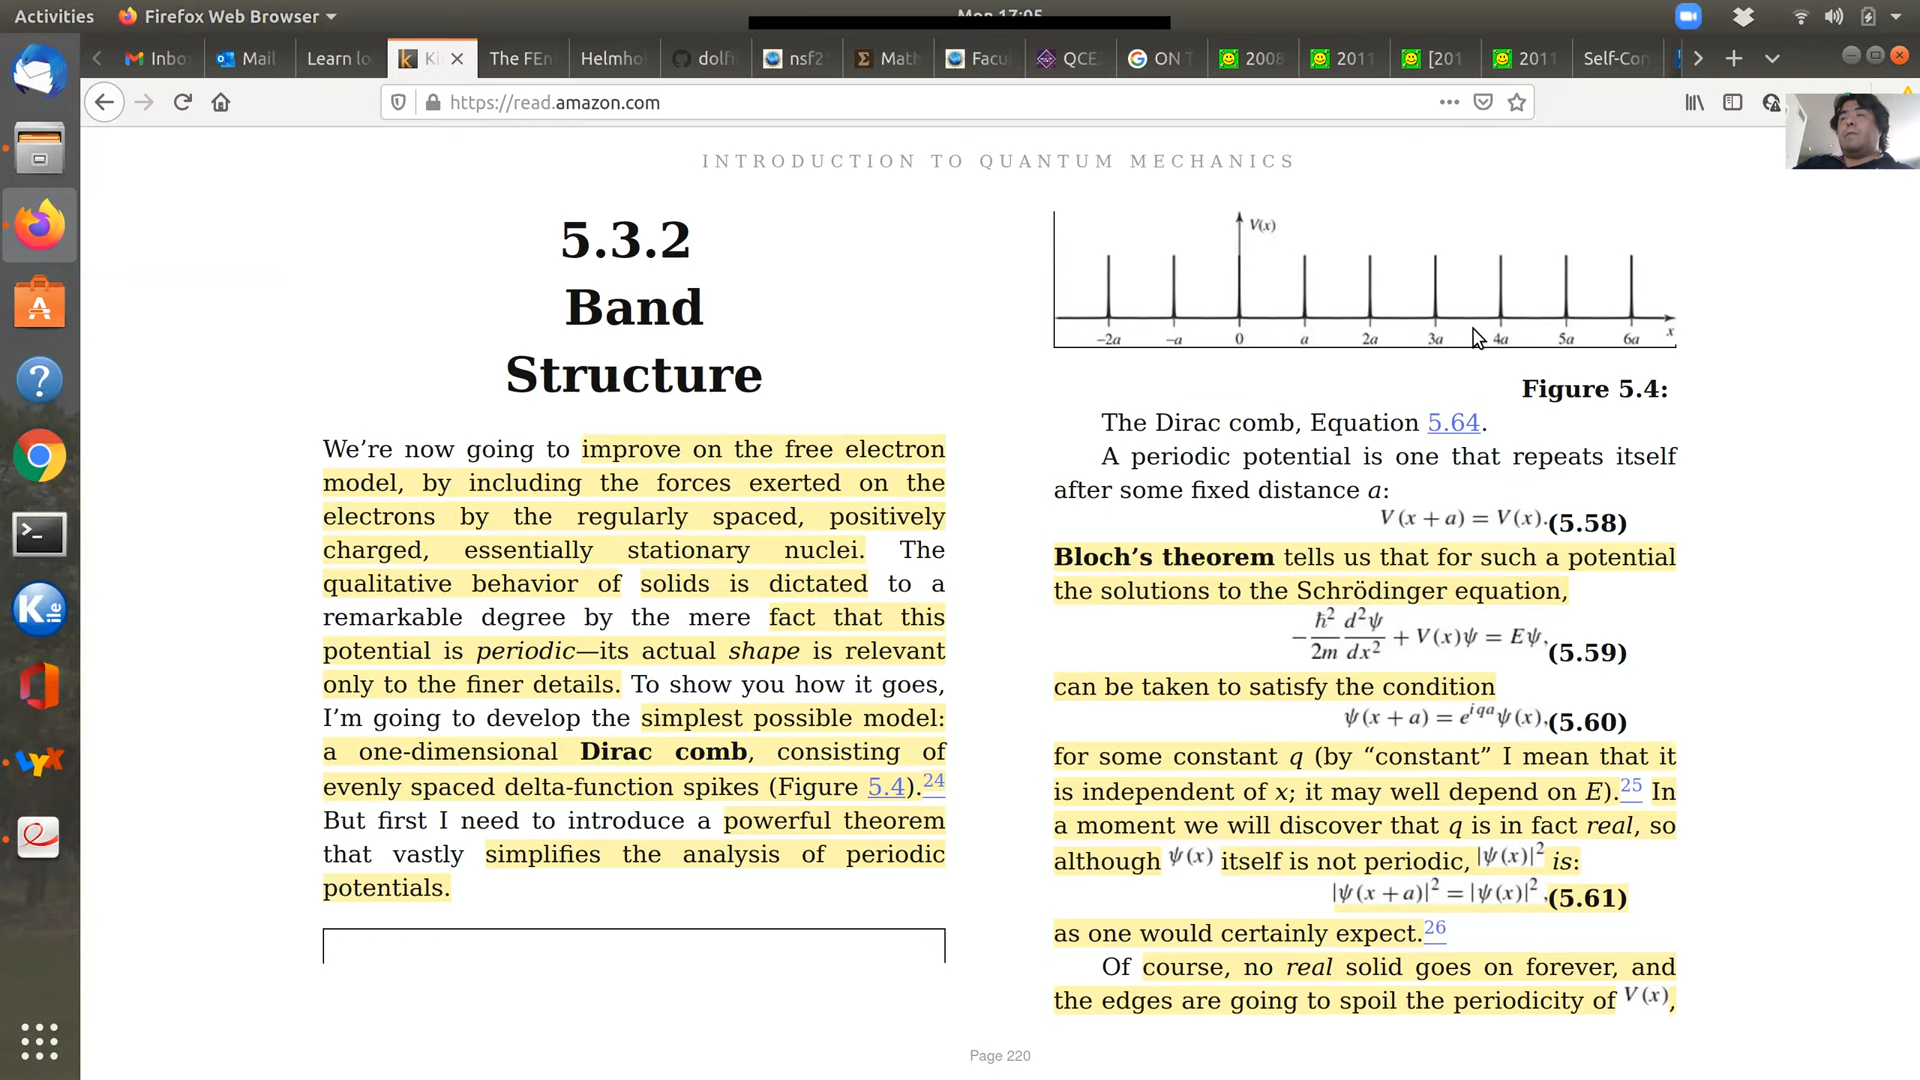 Activities
Firefox Web Browser
Mon 17:05
Inbo
Mail
Learn lo
Ki
The FEn
Helmho
dolfi
nsf2
Math
Facu
QCE
ON T
2008
2011
[201
2011
Self-Con
https://read.amazon.com
INTRODUCTION TO QUANTUM MECHANICS
5.3.2
Band
Structure
We’re now going to improve on the free electron
model, by including the forces exerted on the
electrons by the regularly spaced, positively
charged, essentially stationary nuclei. The
qualitative behavior of solids is dictated to a
remarkable degree by the mere fact that this
potential is periodic—its actual shape is relevant
only to the finer details. To show you how it goes,
I’m going to develop the simplest possible model:
a one-dimensional Dirac comb, consisting of
evenly spaced delta-function spikes (Figure 5.4).24
But first I need to introduce a powerful theorem
that vastly simplifies the analysis of periodic
potentials.
V(x)
−2a −a 0 a 2a 3a 4a 5a 6a x
Figure 5.4:
The Dirac comb, Equation 5.64.
A periodic potential is one that repeats itself
after some fixed distance a:
V(x + a) = V(x). (5.58)
Bloch’s theorem tells us that for such a potential
the solutions to the Schrödinger equation,
−ħ²/2m d²ψ/dx² + V(x)ψ = Eψ, (5.59)
can be taken to satisfy the condition
ψ(x + a) = e^{iqa}ψ(x), (5.60)
for some constant q (by “constant” I mean that it
is independent of x; it may well depend on E).25 In
a moment we will discover that q is in fact real, so
although ψ(x) itself is not periodic, |ψ(x)|² is:
|ψ(x + a)|² = |ψ(x)|², (5.61)
as one would certainly expect.26
Of course, no real solid goes on forever, and
the edges are going to spoil the periodicity of V(x),
Page 220